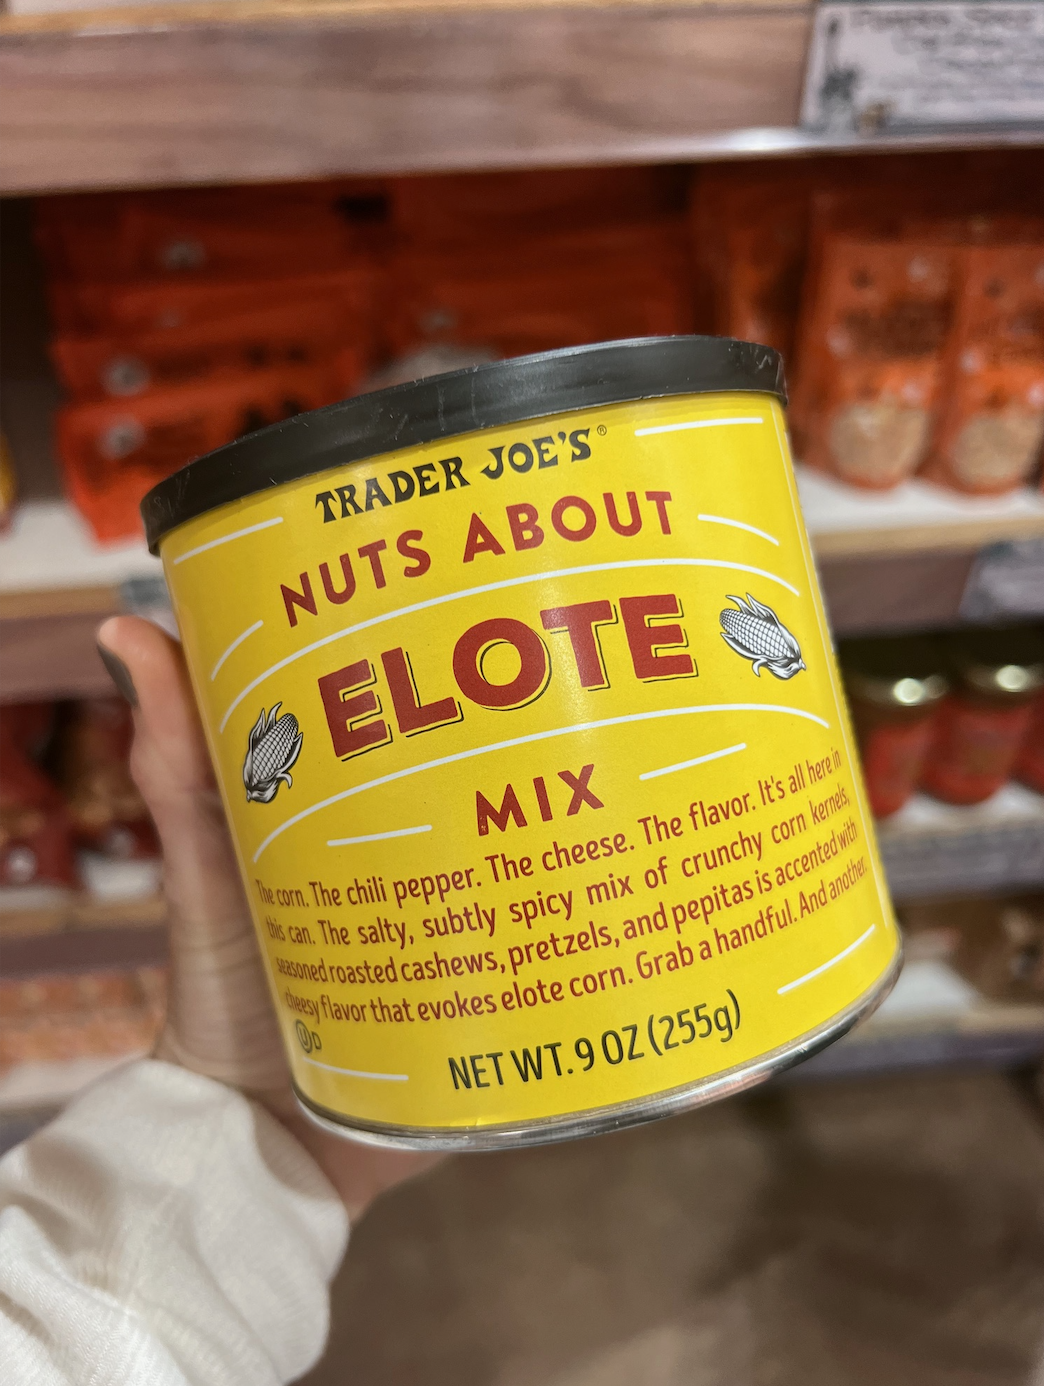 TRADER JOE'S®
NUTS ABOUT
ELOTE
MIX
The corn. The chili pepper. The cheese. The flavor. It's all here in
this can. The salty, subtly spicy mix of crunchy corn kernels,
seasoned roasted cashews, pretzels, and pepitas is accented with
cheesy flavor that evokes elote corn. Grab a handful. And another.
Ⓤ D
NET WT. 9 OZ (255g)